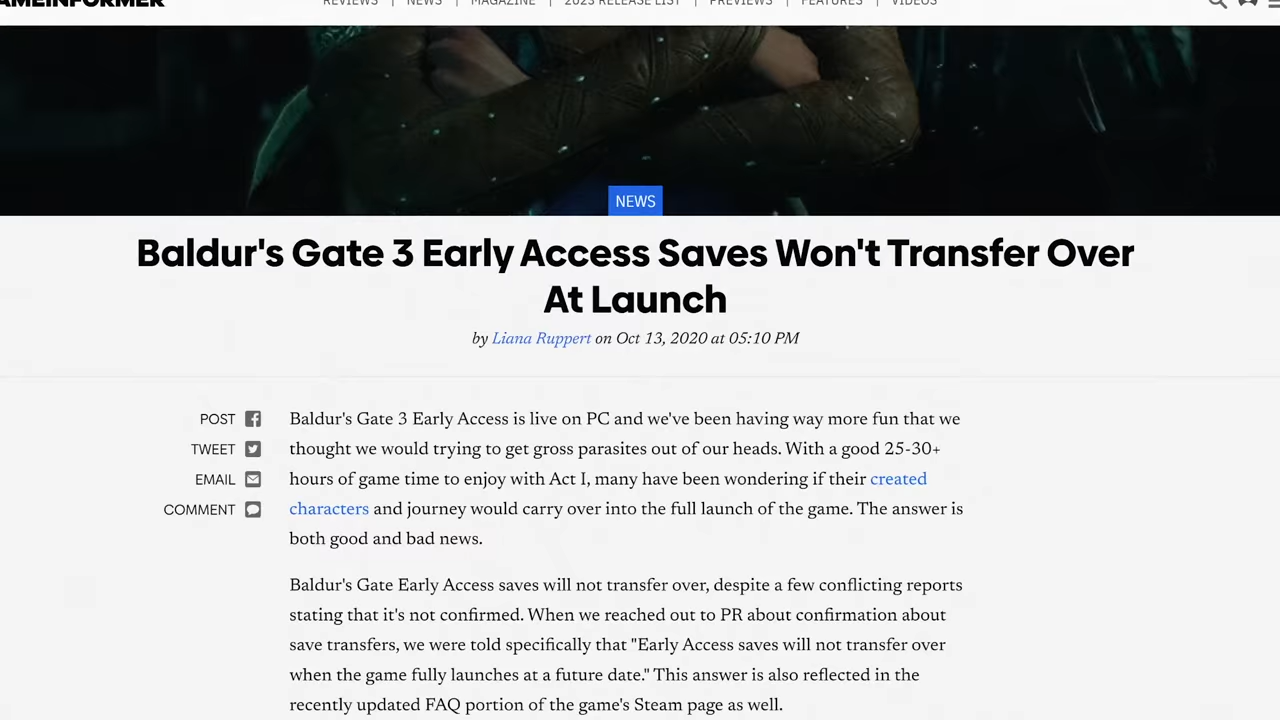 AMEINFORMER REVIEWS | NEWS | MAGAZINE | 2023 RELEASE LIST | PREVIEWS | FEATURES | VIDEOS
NEWS
Baldur's Gate 3 Early Access Saves Won't Transfer Over
At Launch
by Liana Ruppert on Oct 13, 2020 at 05:10 PM
POST
TWEET
EMAIL
COMMENT
Baldur's Gate 3 Early Access is live on PC and we've been having way more fun that we
thought we would trying to get gross parasites out of our heads. With a good 25-30+
hours of game time to enjoy with Act I, many have been wondering if their created
characters and journey would carry over into the full launch of the game. The answer is
both good and bad news.
Baldur's Gate Early Access saves will not transfer over, despite a few conflicting reports
stating that it's not confirmed. When we reached out to PR about confirmation about
save transfers, we were told specifically that "Early Access saves will not transfer over
when the game fully launches at a future date." This answer is also reflected in the
recently updated FAQ portion of the game's Steam page as well.